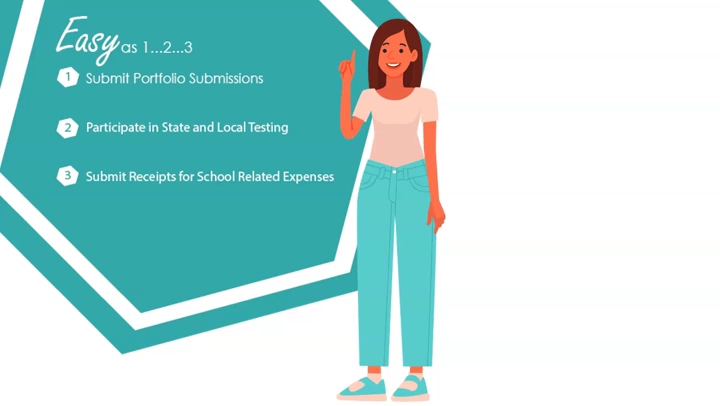 Easy as 1...2...3
1 Submit Portfolio Submissions
2 Participate in State and Local Testing
3 Submit Receipts for School Related Expenses